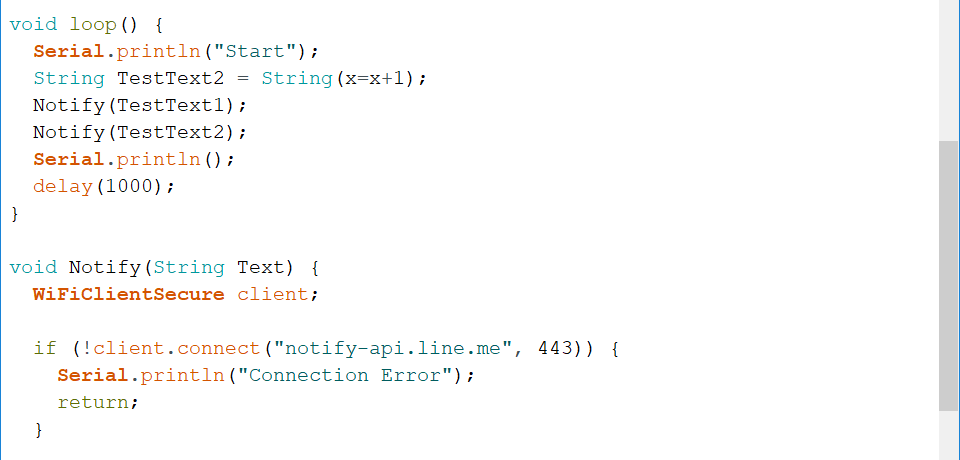 void loop() {
  Serial.println("Start");
  String TestText2 = String(x=x+1);
  Notify(TestText1);
  Notify(TestText2);
  Serial.println();
  delay(1000);
}

void Notify(String Text) {
  WiFiClientSecure client;

  if (!client.connect("notify-api.line.me", 443)) {
    Serial.println("Connection Error");
    return;
  }